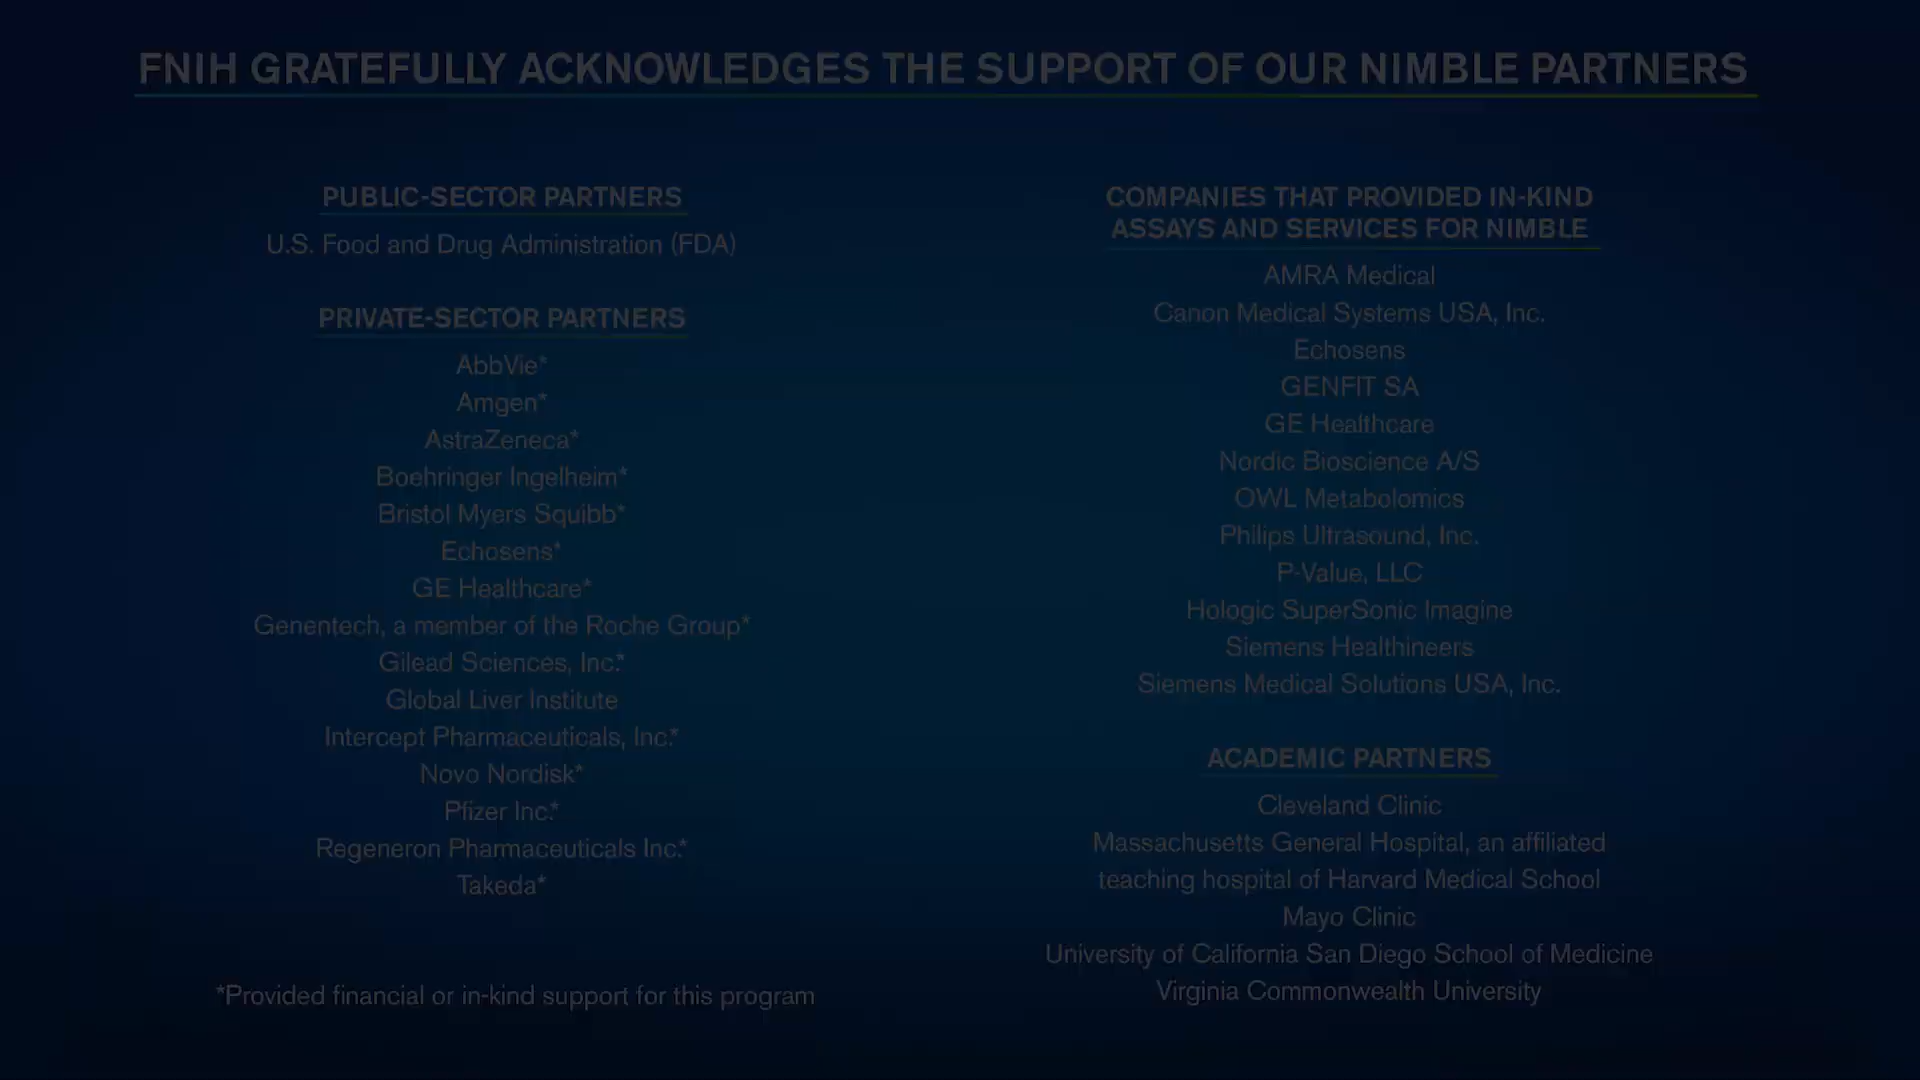 FNIH GRATEFULLY ACKNOWLEDGES THE SUPPORT OF OUR NIMBLE PARTNERS
PUBLIC-SECTOR PARTNERS
U.S. Food and Drug Administration (FDA)
PRIVATE-SECTOR PARTNERS
AbbVie*
Amgen*
AstraZeneca*
Boehringer Ingelheim*
Bristol Myers Squibb*
Echosens*
GE Healthcare*
Genentech, a member of the Roche Group*
Gilead Sciences, Inc.*
Global Liver Institute
Intercept Pharmaceuticals, Inc.*
Novo Nordisk*
Pfizer Inc.*
Regeneron Pharmaceuticals Inc.*
Takeda*
*Provided financial or in-kind support for this program
COMPANIES THAT PROVIDED IN-KIND
ASSAYS AND SERVICES FOR NIMBLE
AMRA Medical
Canon Medical Systems USA, Inc.
Echosens
GENFIT SA
GE Healthcare
Nordic Bioscience A/S
OWL Metabolomics
Philips Ultrasound, Inc.
P-Value, LLC
Hologic SuperSonic Imagine
Siemens Healthineers
Siemens Medical Solutions USA, Inc.
ACADEMIC PARTNERS
Cleveland Clinic
Massachusetts General Hospital, an affiliated
teaching hospital of Harvard Medical School
Mayo Clinic
University of California San Diego School of Medicine
Virginia Commonwealth University